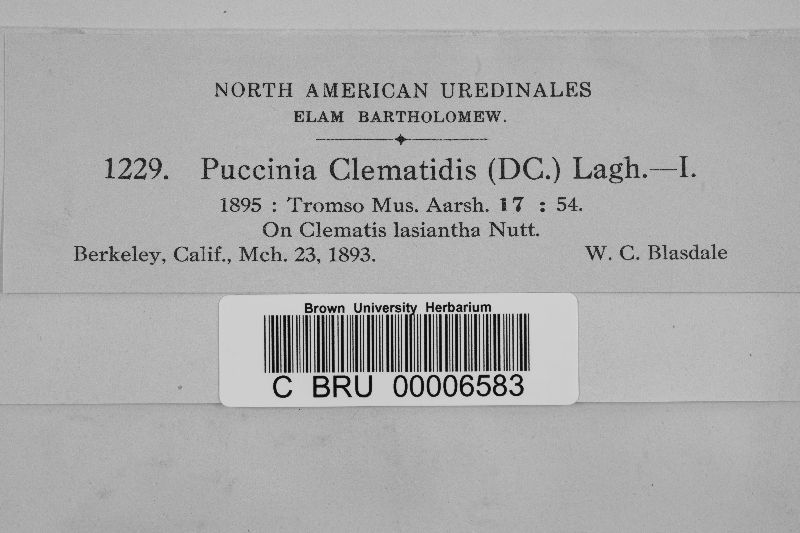 NORTH AMERICAN UREDINALES
ELAM BARTHOLOMEW.
1229. Puccinia Clematidis (DC.) Lagh.—I.
1895 : Tromso Mus. Aarsh. 17 : 54.
On Clematis lasiantha Nutt.
Berkeley, Calif., Mch. 23, 1893. W. C. Blasdale
Brown University Herbarium
C BRU 00006583